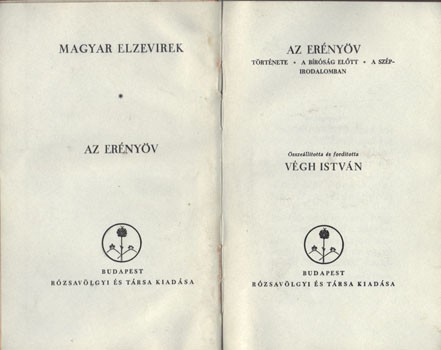 MAGYAR ELZEVIREK
*
AZ ERÉNYÖV
BUDAPEST
RÓZSAVÖLGYI ÉS TÁRSA KIADÁSA
AZ ERÉNYÖV
TÖRTÉNETE • A BÍRÓSÁG ELŐTT • A SZÉP-
IRODALOMBAN
Összeállította és fordította
VÉGH ISTVÁN
BUDAPEST
RÓZSAVÖLGYI ÉS TÁRSA KIADÁSA